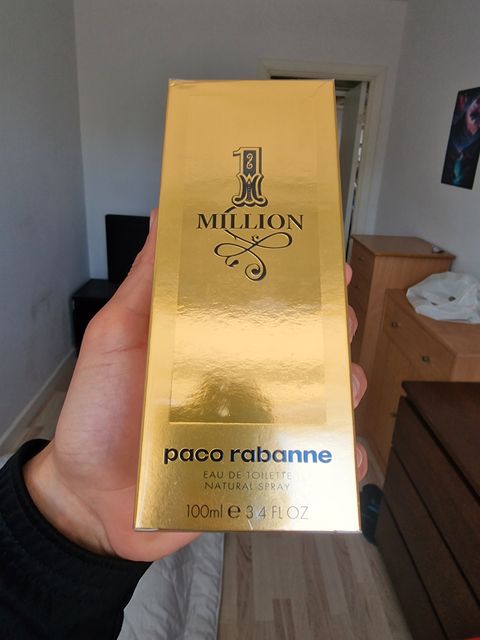 1
MILLION
paco rabanne
EAU DE TOILETTE
NATURAL SPRAY
100ml e 3.4 FL OZ